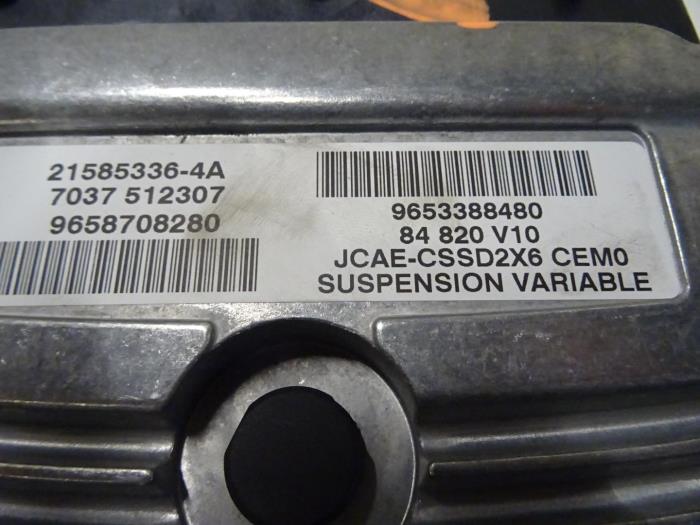 21585336-4A
7037 512307
9658708280
9653388480
84 820 V10
JCAE-CSSD2X6 CEM0
SUSPENSION VARIABLE